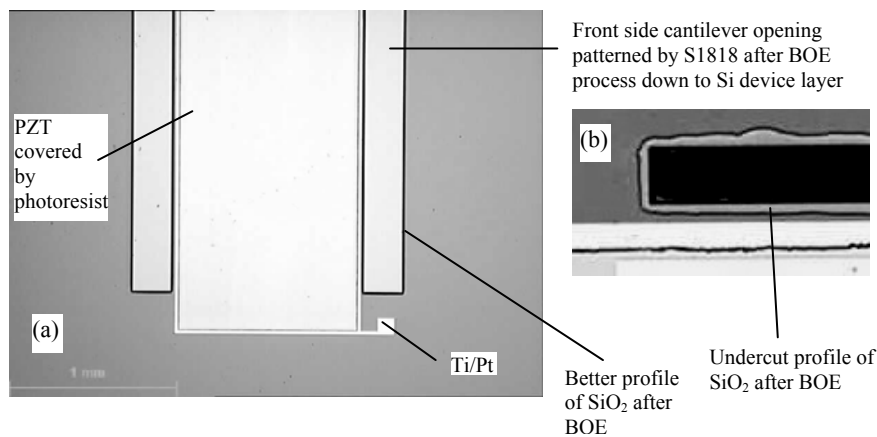 Front side cantilever opening
patterned by S1818 after BOE
process down to Si device layer
PZT
covered
by
photoresist
(b)
(a)
1 mm
Ti/Pt
Better profile
of SiO₂ after
BOE
Undercut profile of
SiO₂ after BOE